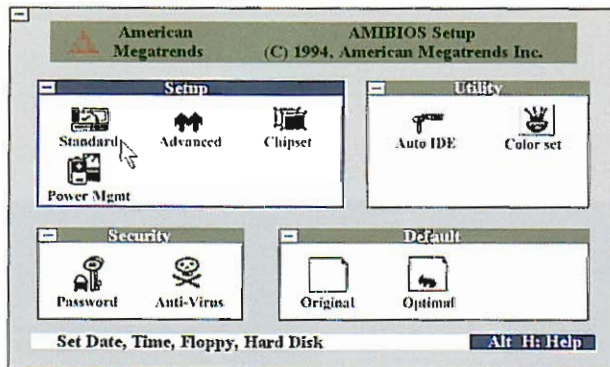 American AMIBIOS Setup
Megatrends (C) 1994, American Megatrends Inc.
Setup
Standard Advanced Chipset
Power Mgmt
Utility
Auto IDE Color set
Security
Password Anti-Virus
Default
Original Optimal
Set Date, Time, Floppy, Hard Disk Alt H: Help